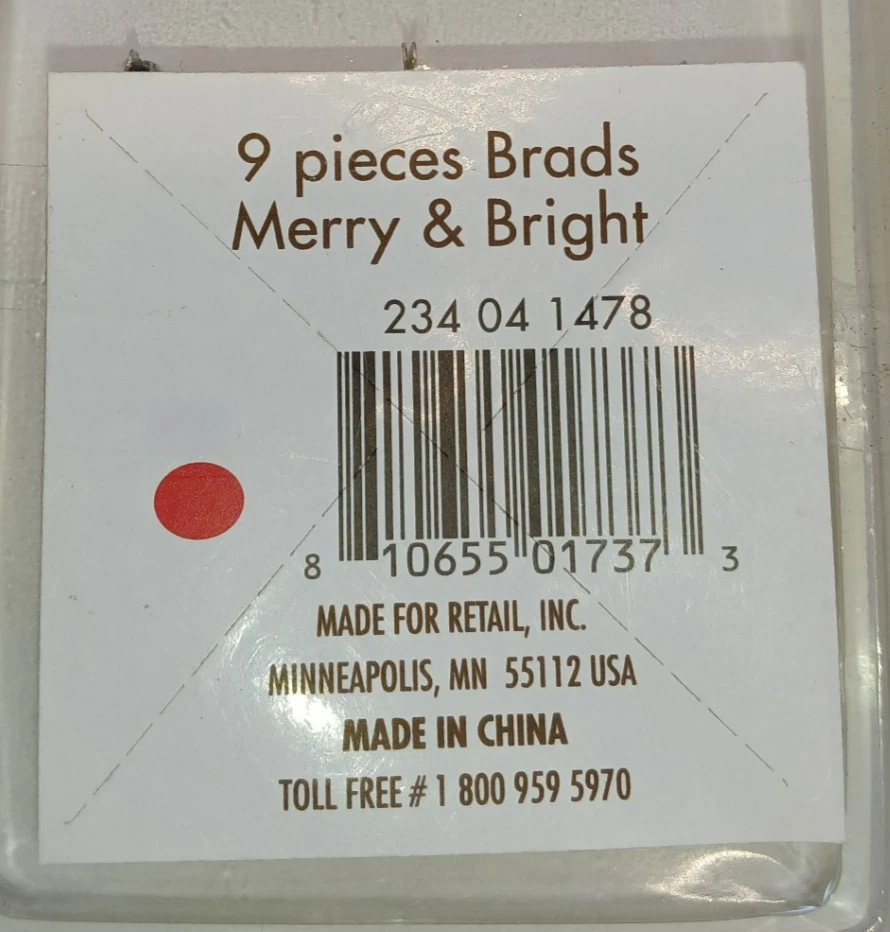 9 pieces Brads
Merry & Bright
234 04 1478
8 10655 01737 3
MADE FOR RETAIL, INC.
MINNEAPOLIS, MN 55112 USA
MADE IN CHINA
TOLL FREE # 1 800 959 5970